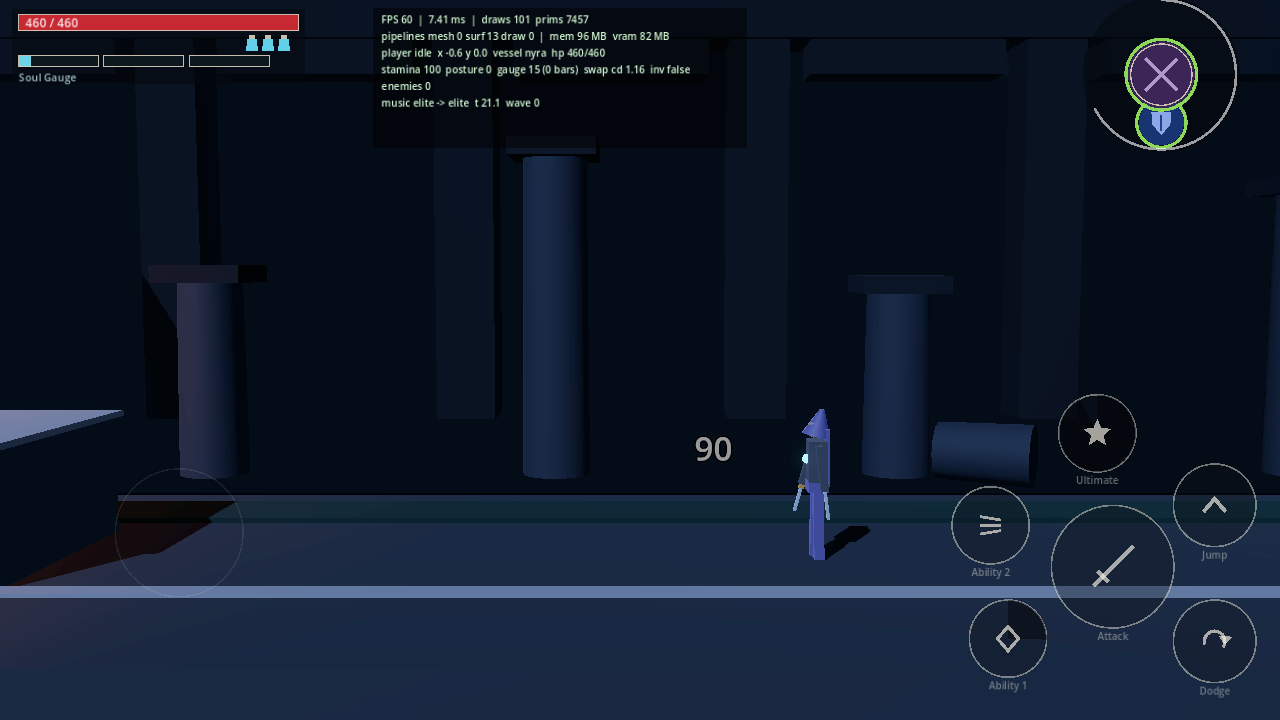 460 / 460
Soul Gauge
FPS 60 | 7.41 ms | draws 101 prims 7457
pipelines mesh 0 surf 13 draw 0 | mem 96 MB vram 82 MB
player idle x -0.6 y 0.0 vessel nyra hp 460/460
stamina 100 posture 0 gauge 15 (0 bars) swap cd 1.16 inv false
enemies 0
music elite -> elite t 21.1 wave 0
90
Ultimate
Jump
Ability 2
Attack
Ability 1
Dodge